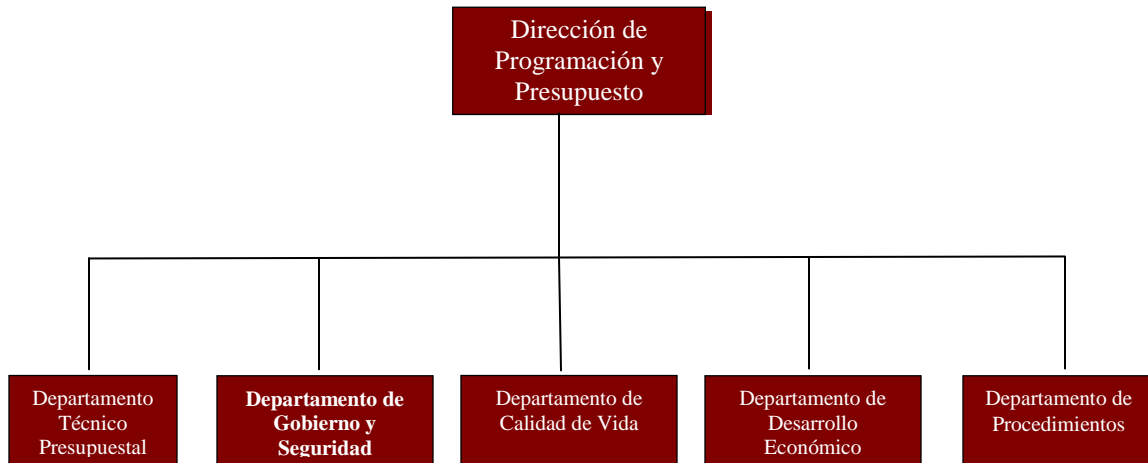 Dirección de
Programación y
Presupuesto
Departamento
Técnico
Presupuestal
Departamento de
Gobierno y
Seguridad
Departamento de
Calidad de Vida
Departamento de
Desarrollo
Económico
Departamento de
Procedimientos